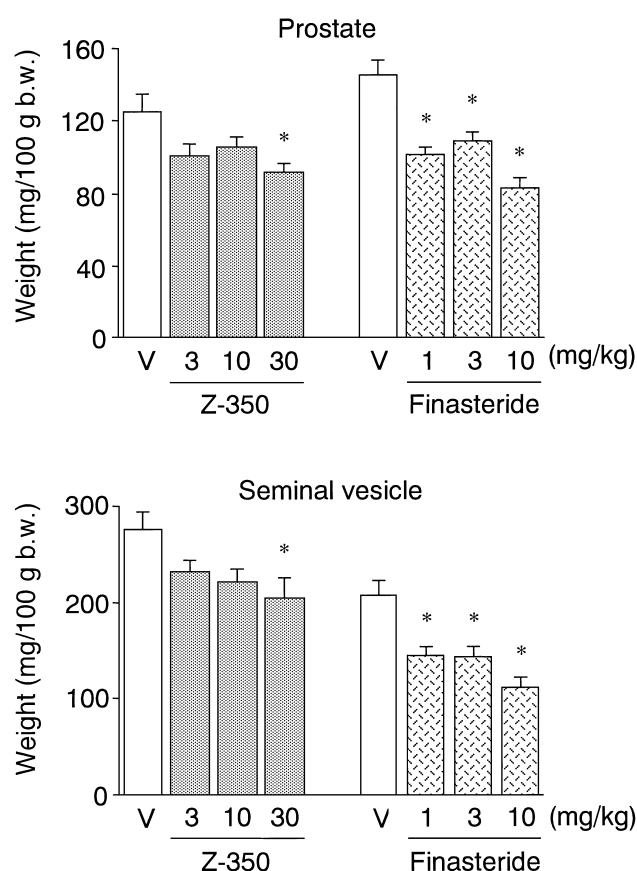 Prostate
Weight (mg/100 g b.w.)
160
120
80
40
0
*
*
*
*
V 3 10 30 V 1 3 10 (mg/kg)
Z-350 Finasteride
Seminal vesicle
Weight (mg/100 g b.w.)
300
200
100
0
*
*
*
*
V 3 10 30 V 1 3 10 (mg/kg)
Z-350 Finasteride